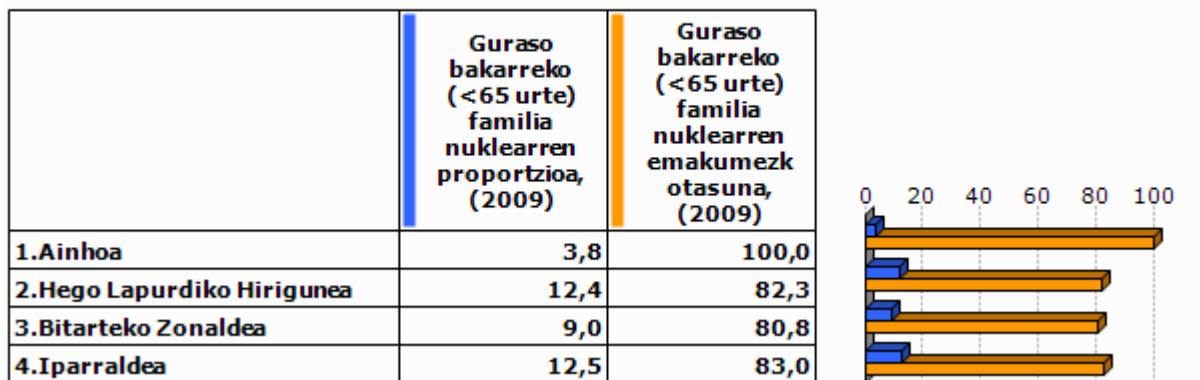 Guraso
bakarreko
(<65 urte)
familia
nuklearren
proportzioa,
(2009)
Guraso
bakarreko
(<65 urte)
familia
nuklearren
emakumezk
otasuna,
(2009)
0 20 40 60 80 100
1.Ainhoa 3,8 100,0
2.Hego Lapurdiko Hirigunea 12,4 82,3
3.Bitarteko Zonaldea 9,0 80,8
4.Iparraldea 12,5 83,0